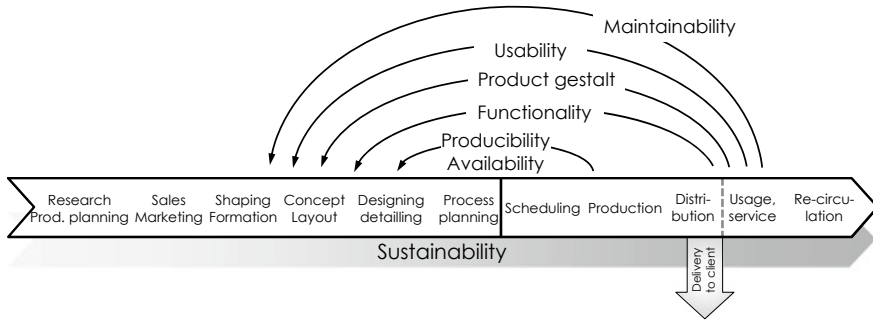 Maintainability
Usability
Product gestalt
Functionality
Producibility
Availability
Research
Prod. planning
Sales
Marketing
Shaping
Formation
Concept
Layout
Designing
detailling
Process
planning
Scheduling
Production
Distri-
bution
Usage,
service
Re-circu-
lation
Sustainability
Delivery
to client